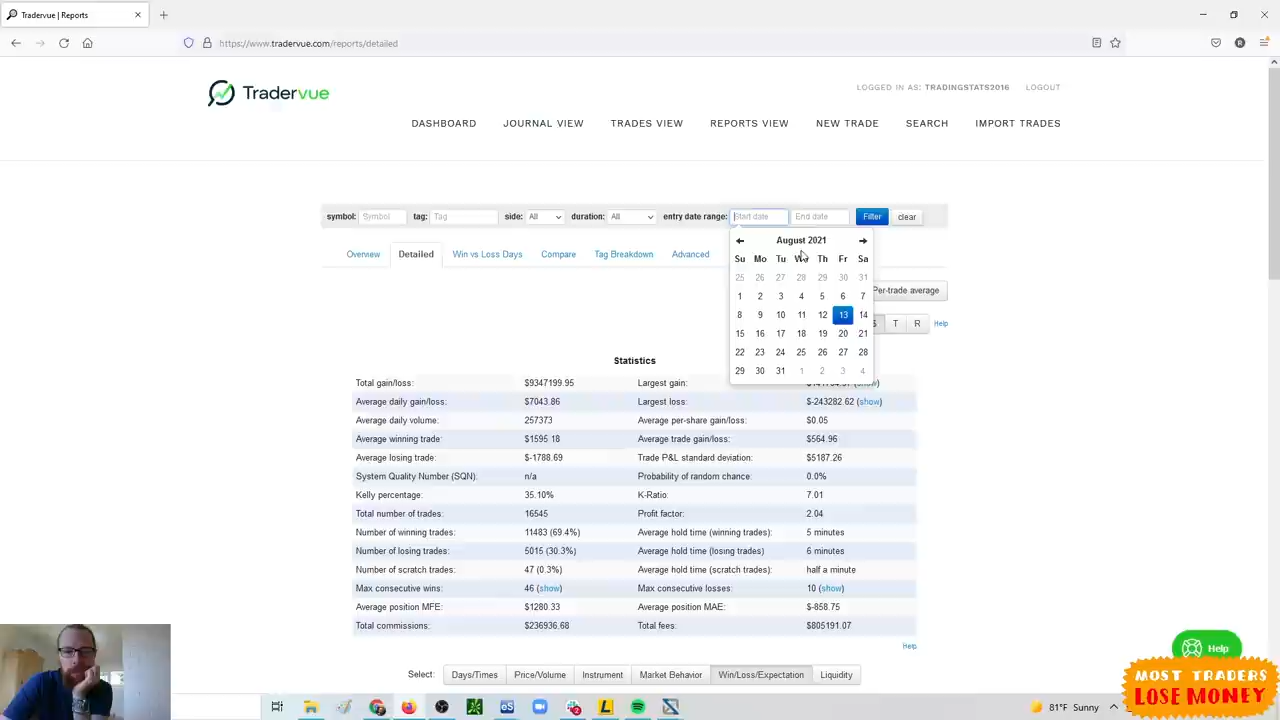 Tradervue | Reports
https://www.tradervue.com/reports/detailed
Tradervue
LOGGED IN AS: TRADINGSTATS2016 LOGOUT
DASHBOARD JOURNAL VIEW TRADES VIEW REPORTS VIEW NEW TRADE SEARCH IMPORT TRADES
symbol: Symbol tag: Tag side: All duration: All entry date range: Start date End date Filter clear
Overview Detailed Win vs Loss Days Compare Tag Breakdown Advanced
August 2021
Su Mo Tu We Th Fr Sa
25 26 27 28 29 30 31
1 2 3 4 5 6 7
8 9 10 11 12 13 14
15 16 17 18 19 20 21
22 23 24 25 26 27 28
29 30 31 1 2 3 4
Per-trade average
$ T R Help
Statistics
Total gain/loss: $9347199.95 Largest gain: (show)
Average daily gain/loss: $7043.86 Largest loss: $-243282.62 (show)
Average daily volume: 257373 Average per-share gain/loss: $0.05
Average winning trade: $1595.18 Average trade gain/loss: $564.96
Average losing trade: $-1788.69 Trade P&L standard deviation: $5187.26
System Quality Number (SQN): n/a Probability of random chance: 0.0%
Kelly percentage: 35.10% K-Ratio: 7.01
Total number of trades: 16545 Profit factor: 2.04
Number of winning trades: 11483 (69.4%) Average hold time (winning trades): 5 minutes
Number of losing trades: 5015 (30.3%) Average hold time (losing trades) 6 minutes
Number of scratch trades: 47 (0.3%) Average hold time (scratch trades): half a minute
Max consecutive wins: 46 (show) Max consecutive losses: 10 (show)
Average position MFE: $1280.33 Average position MAE: $-858.75
Total commissions: $236936.68 Total fees: $805191.07
Help
Select: Days/Times Price/Volume Instrument Market Behavior Win/Loss/Expectation Liquidity
Help
MOST TRADERS
LOSE MONEY
81°F Sunny